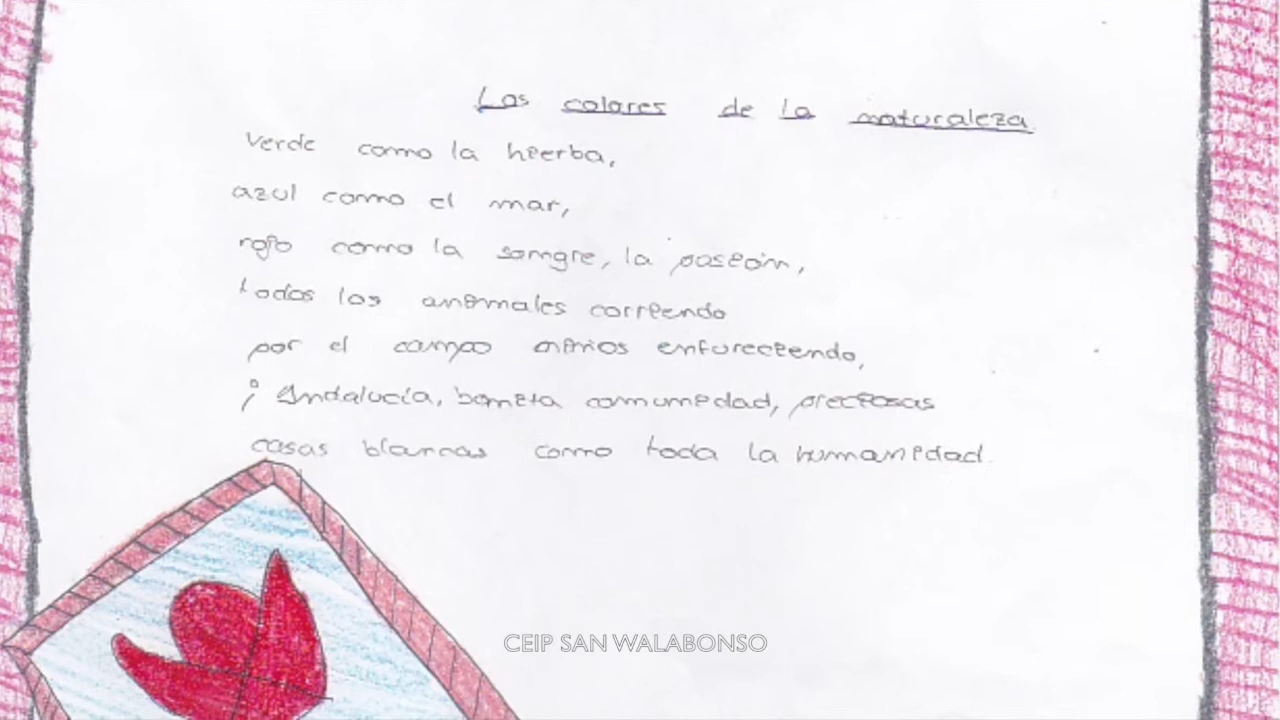 Los colores de la naturaleza
Verde como la hierba,
azul como el mar,
rojo como la sangre, la pasión,
todos los animales corriendo
por el campo enfureciendo,
¡Andalucía, bonita comunidad, preciosas
casas blancas como toda la humanidad.
CEIP SAN WALABONSO